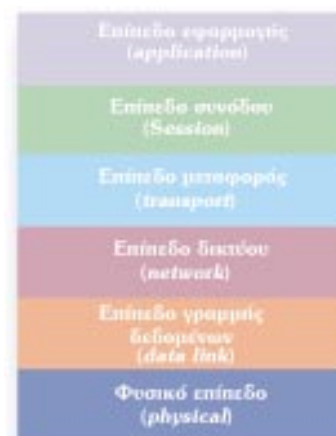 Επίπεδο εφαρμογής
(application)
Επίπεδο συνόδου
(Session)
Επίπεδο μεταφοράς
(transport)
Επίπεδο δικτύου
(network)
Επίπεδο γραμμής
δεδομένων
(data link)
Φυσικό επίπεδο
(physical)